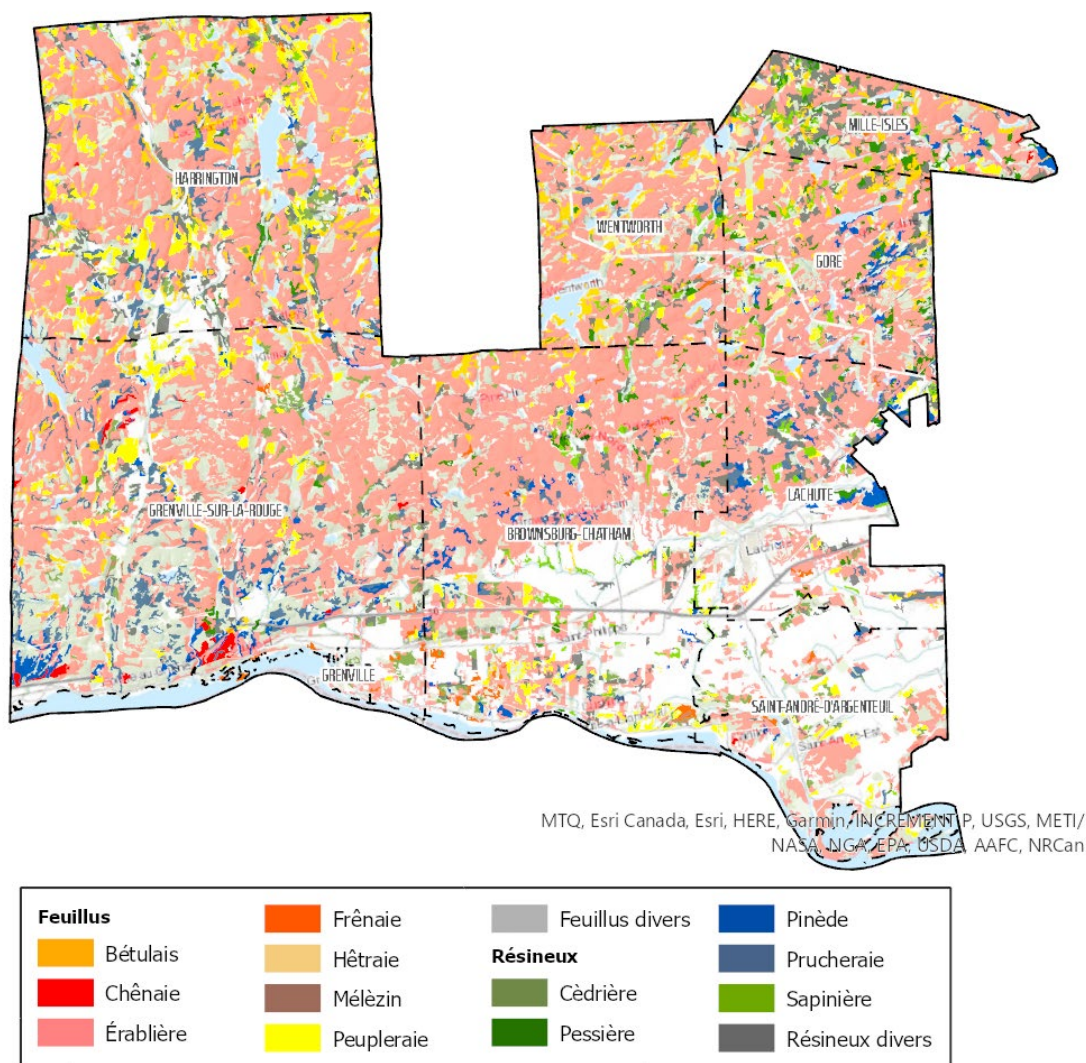 MILLE-ISLES
HARRINGTON
WENTWORTH
GORE
LACHUTE
GRENVILLE-SUR-LA-ROUGE
BROWNSBURG-CHATHAM
GRENVILLE
SAINT-ANDRÉ-D'ARGENTEUIL
MTQ, Esri Canada, Esri, HERE, Garmin, INCREMENT P, USGS, METI/
NASA, NGA, EPA, USDA, AAFC, NRCan
Feuillus
Bétulais
Chênaie
Érablière
Frênaie
Hêtraie
Mélèzin
Peupleraie
Feuillus divers
Résineux
Cèdrière
Pessière
Pinède
Prucheraie
Sapinière
Résineux divers